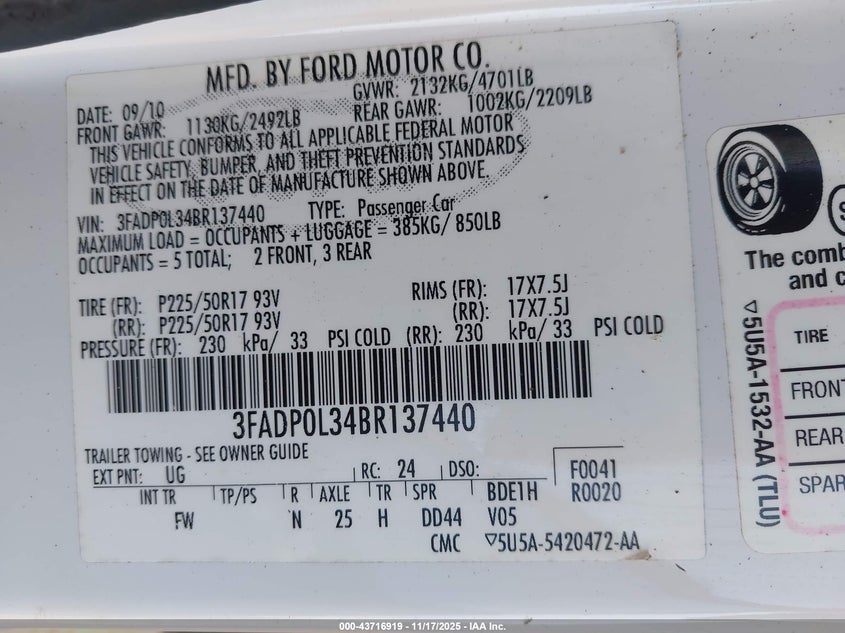 MFD. BY FORD MOTOR CO.
DATE: 09/10 GVWR: 2132KG/4701LB
FRONT GAWR: 1130KG/2492LB REAR GAWR: 1002KG/2209LB
THIS VEHICLE CONFORMS TO ALL APPLICABLE FEDERAL MOTOR
VEHICLE SAFETY, BUMPER, AND THEFT PREVENTION STANDARDS
IN EFFECT ON THE DATE OF MANUFACTURE SHOWN ABOVE.
VIN: 3FADP0L34BR137440 TYPE: Passenger Car
MAXIMUM LOAD = OCCUPANTS + LUGGAGE = 385KG/ 850LB
OCCUPANTS = 5 TOTAL; 2 FRONT, 3 REAR
TIRE (FR): P225/50R17 93V RIMS (FR): 17X7.5J
(RR): P225/50R17 93V (RR): 17X7.5J
PRESSURE (FR): 230 kPa/ 33 PSI COLD (RR): 230 kPa/ 33 PSI COLD
3FADP0L34BR137440
TRAILER TOWING - SEE OWNER GUIDE
EXT PNT: UG RC: 24 DSO: F0041
INT TR TP/PS R AXLE TR SPR BDE1H R0020
FW N 25 H DD44 V05
CMC ▽5U5A-5420472-AA
The comb
and c
▽5U5A-1532-AA (TLU)
TIRE
FRONT
REAR
SPAR
000-43716919 - 11/17/2025 - IAA Inc.